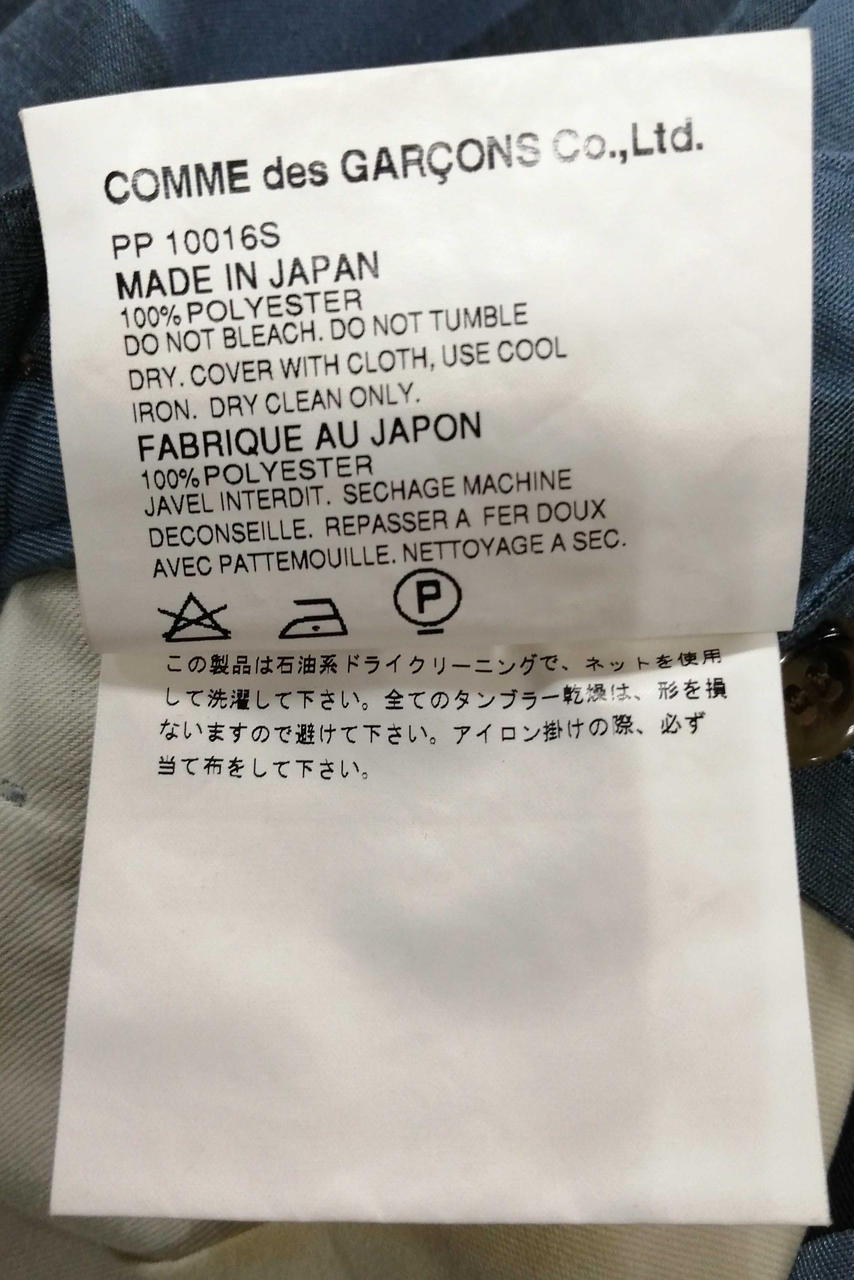 COMME des GARÇONS Co.,Ltd.
PP 10016S
MADE IN JAPAN
100% POLYESTER
DO NOT BLEACH. DO NOT TUMBLE
DRY. COVER WITH CLOTH, USE COOL
IRON. DRY CLEAN ONLY.
FABRIQUE AU JAPON
100% POLYESTER
JAVEL INTERDIT. SECHAGE MACHINE
DECONSEILLE. REPASSER A FER DOUX
AVEC PATTEMOUILLE. NETTOYAGE A SEC.
P
この製品は石油系ドライクリーニングで、ネットを使用
して洗濯して下さい。全てのタンブラー乾燥は、形を損
ないますので避けて下さい。アイロン掛けの際、必ず
当て布をして下さい。